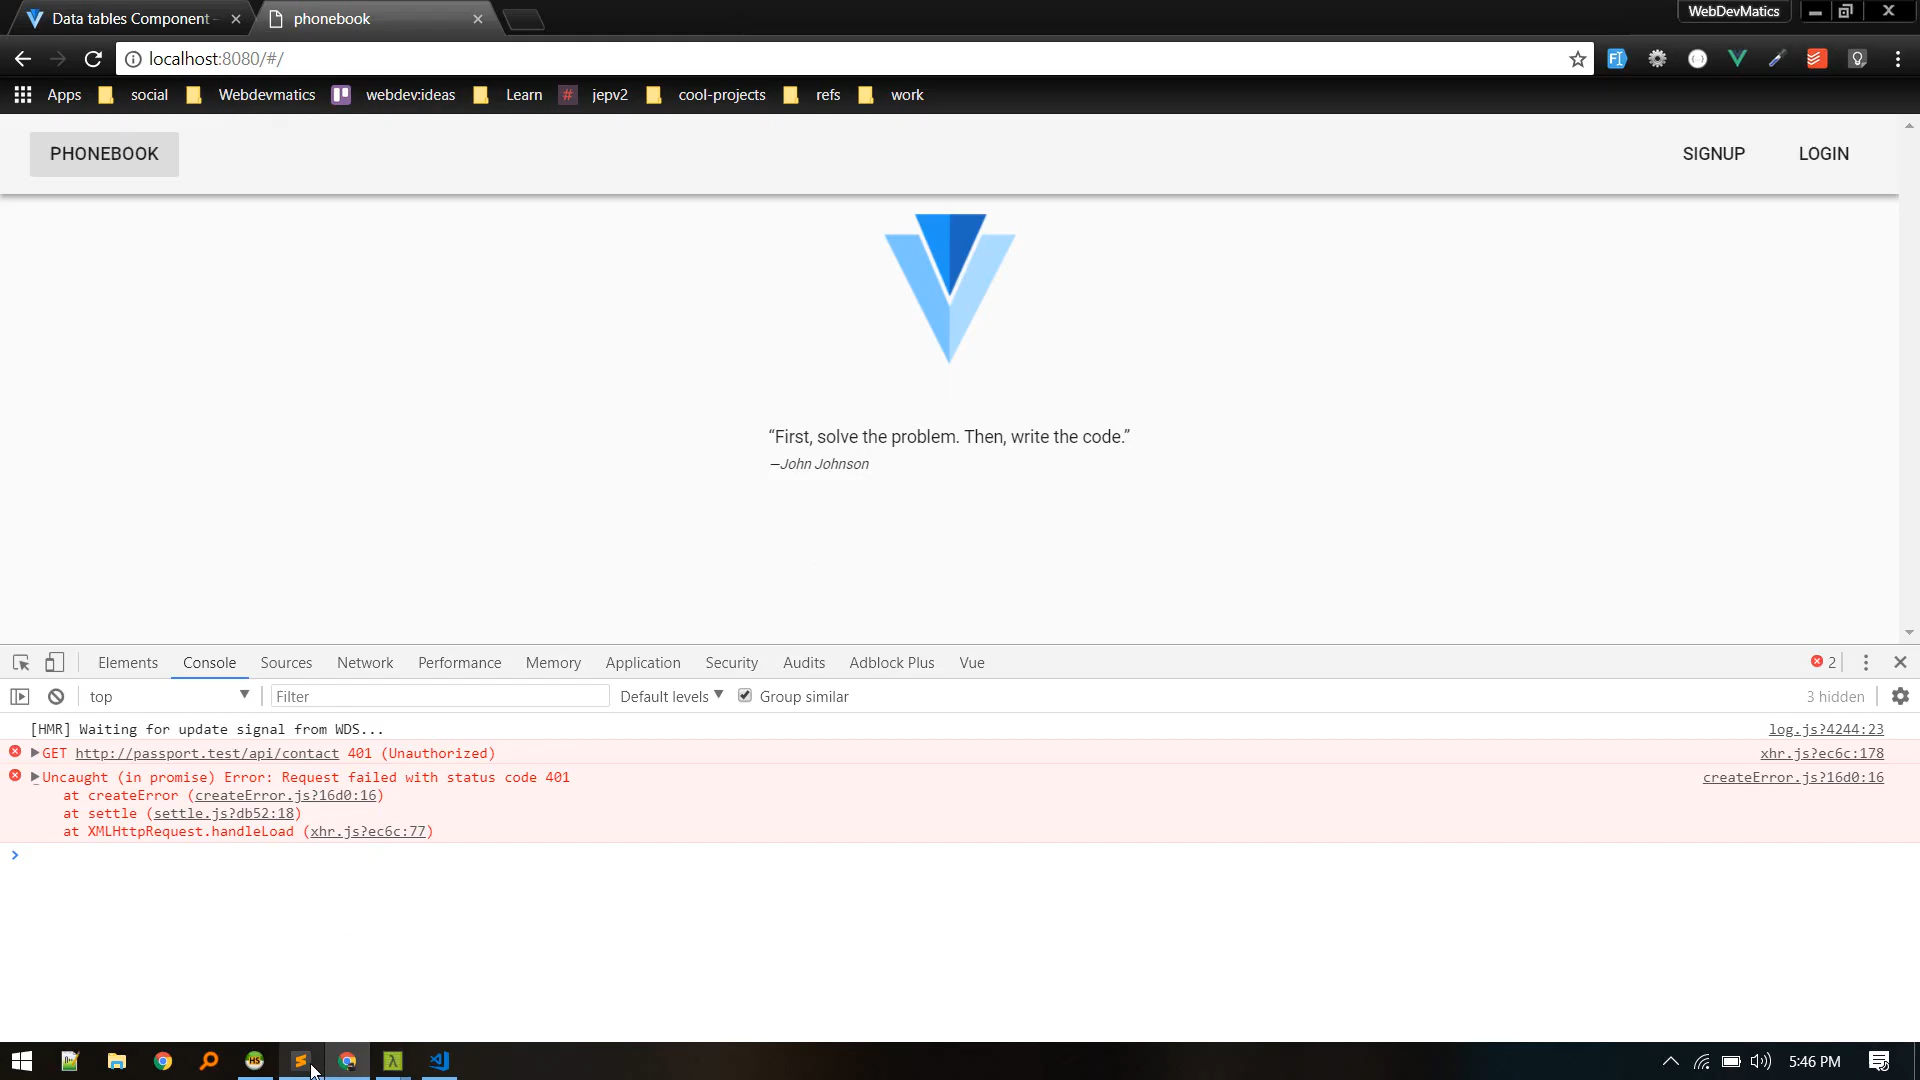 Data tables Component
phonebook
WebDevMatics
localhost:8080/#/
Apps social Webdevmatics webdev:ideas Learn # jepv2 cool-projects refs work
PHONEBOOK
SIGNUP LOGIN
“First, solve the problem. Then, write the code.”
—John Johnson
Elements Console Sources Network Performance Memory Application Security Audits Adblock Plus Vue
2
top
Filter
Default levels
Group similar
3 hidden
[HMR] Waiting for update signal from WDS... log.js?4244:23
GET http://passport.test/api/contact 401 (Unauthorized) xhr.js?ec6c:178
Uncaught (in promise) Error: Request failed with status code 401 createError.js?16d0:16
at createError (createError.js?16d0:16)
at settle (settle.js?db52:18)
at XMLHttpRequest.handleLoad (xhr.js?ec6c:77)
5:46 PM